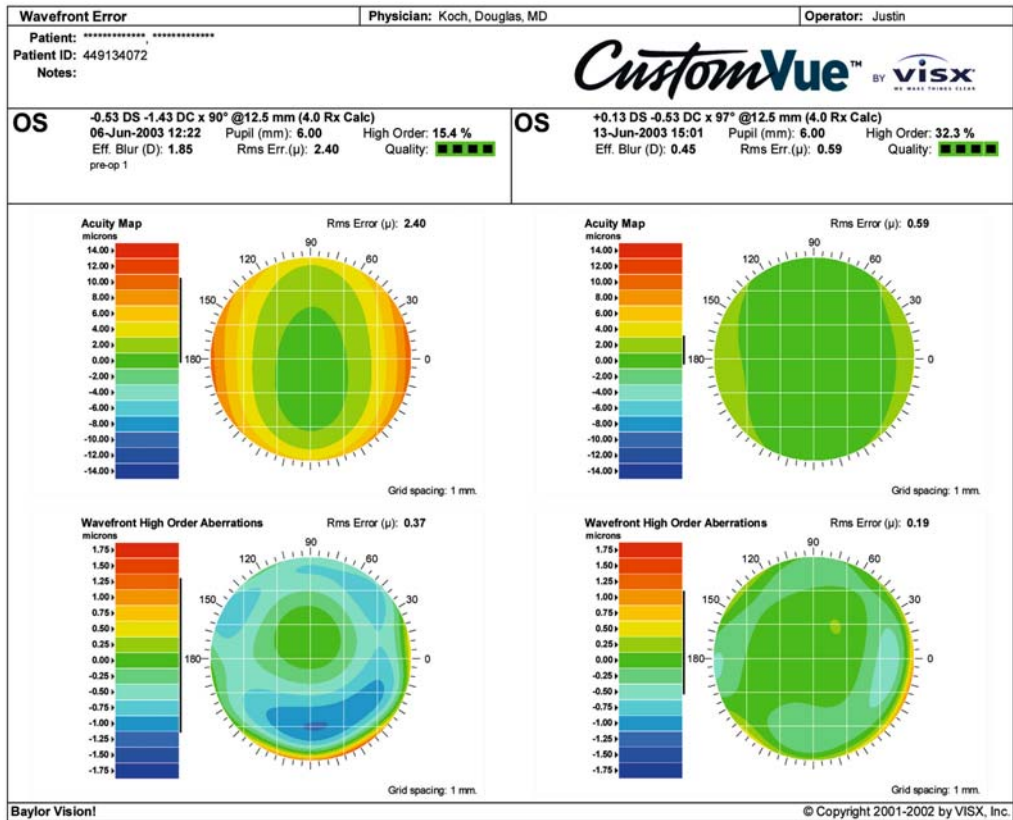 Wavefront Error Physician: Koch, Douglas, MD Operator: Justin
Patient: *************, *************
Patient ID: 449134072
Notes:
CustomVue™ BY VISX
WE MAKE THINGS CLEAR
OS -0.53 DS -1.43 DC x 90° @12.5 mm (4.0 Rx Calc)
06-Jun-2003 12:22 Pupil (mm): 6.00 High Order: 15.4 %
Eff. Blur (D): 1.85 Rms Err.(µ): 2.40 Quality:
pre-op 1
OS +0.13 DS -0.53 DC x 97° @12.5 mm (4.0 Rx Calc)
13-Jun-2003 15:01 Pupil (mm): 6.00 High Order: 32.3 %
Eff. Blur (D): 0.45 Rms Err.(µ): 0.59 Quality:
Acuity Map Rms Error (µ): 2.40
microns
14.00
12.00
10.00
8.00
6.00
4.00
2.00
0.00
-2.00
-4.00
-6.00
-8.00
-10.00
-12.00
-14.00
90
120 60
150 30
180 0
Grid spacing: 1 mm.
Acuity Map Rms Error (µ): 0.59
microns
14.00
12.00
10.00
8.00
6.00
4.00
2.00
0.00
-2.00
-4.00
-6.00
-8.00
-10.00
-12.00
-14.00
90
120 60
150 30
180 0
Grid spacing: 1 mm.
Wavefront High Order Aberrations Rms Error (µ): 0.37
microns
1.75
1.50
1.25
1.00
0.75
0.50
0.25
0.00
-0.25
-0.50
-0.75
-1.00
-1.25
-1.50
-1.75
90
120 60
150 30
180 0
Grid spacing: 1 mm.
Wavefront High Order Aberrations Rms Error (µ): 0.19
microns
1.75
1.50
1.25
1.00
0.75
0.50
0.25
0.00
-0.25
-0.50
-0.75
-1.00
-1.25
-1.50
-1.75
90
120 60
150 30
180 0
Grid spacing: 1 mm.
Baylor Vision! © Copyright 2001-2002 by VISX, Inc.